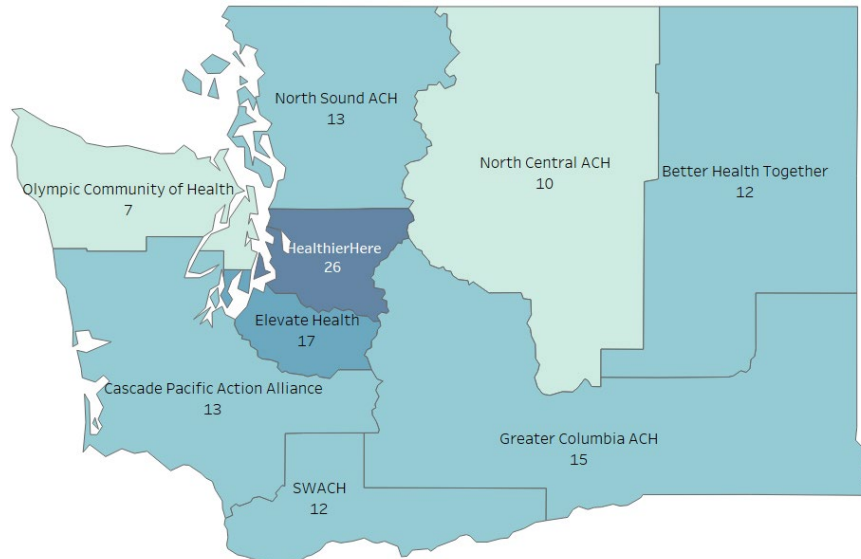 North Sound ACH
13
North Central ACH
10
Better Health Together
12
Olympic Community of Health
7
HealthierHere
26
Elevate Health
17
Cascade Pacific Action Alliance
13
Greater Columbia ACH
15
SWACH
12